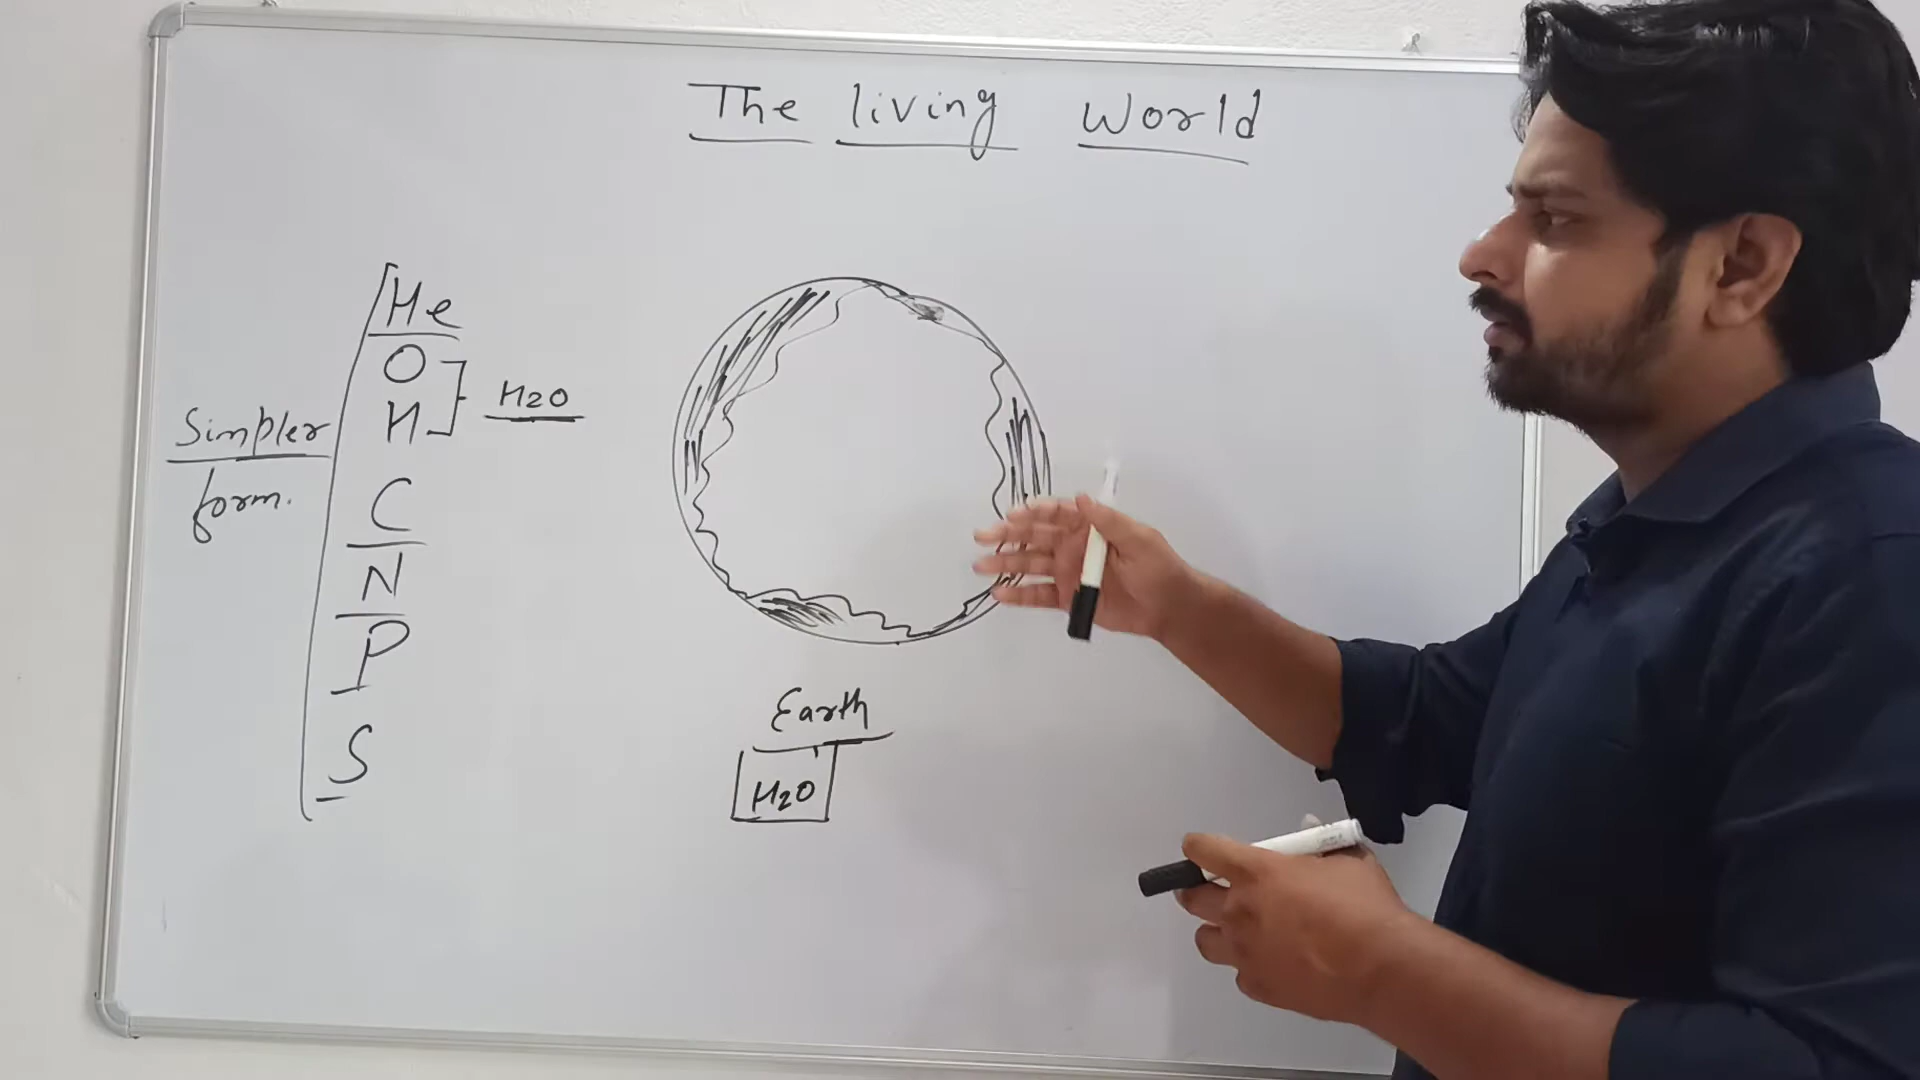 The living World
He
O
H
H2O
Simpler
form.
C
N
P
S
Earth
H2O